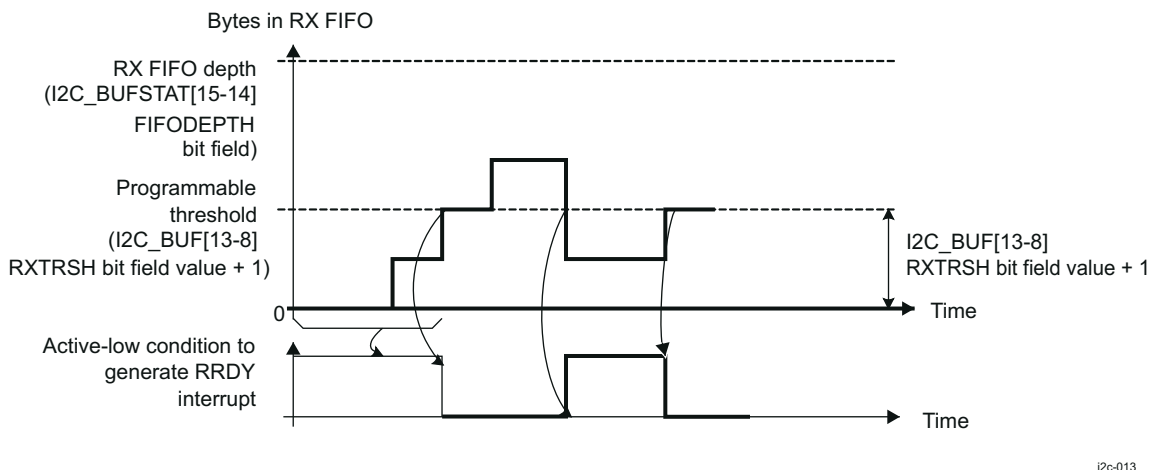 Bytes in RX FIFO
RX FIFO depth
(I2C_BUFSTAT[15-14]
FIFODEPTH
bit field)
Programmable
threshold
(I2C_BUF[13-8]
RXTRSH bit field value + 1)
I2C_BUF[13-8]
RXTRSH bit field value + 1
0
Time
Active-low condition to
generate RRDY
interrupt
Time
i2c-013